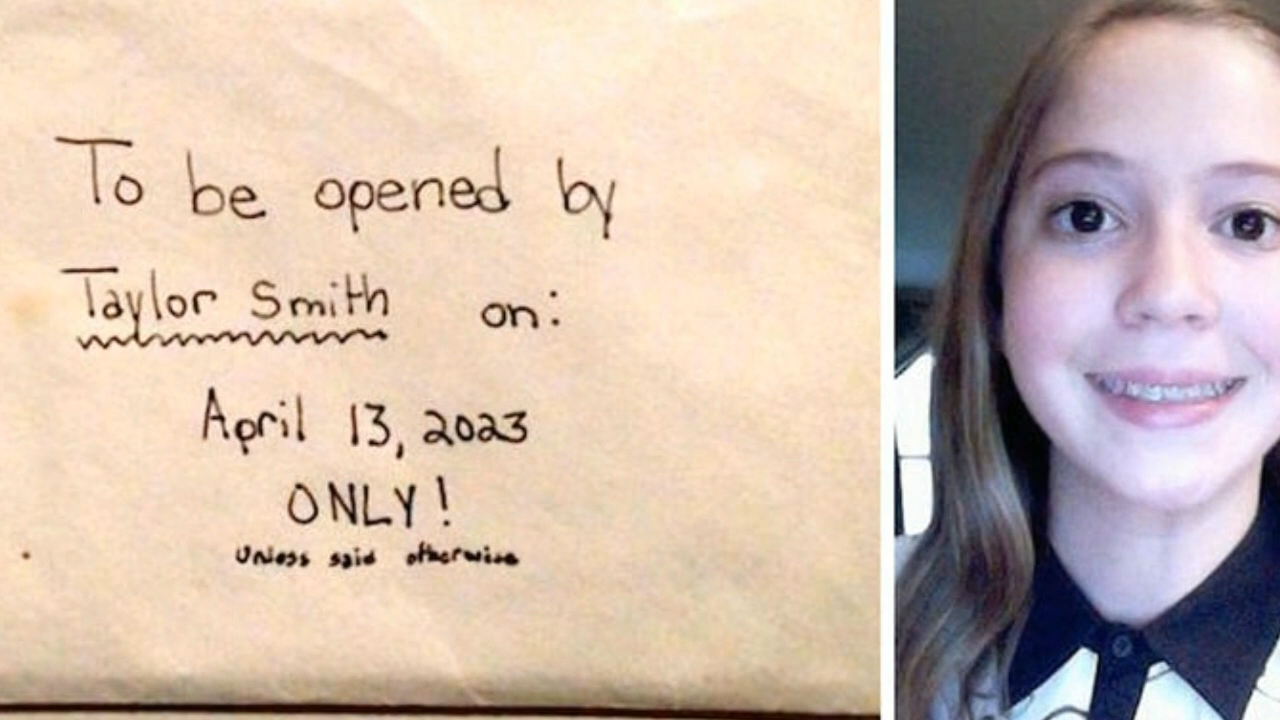 To be opened by
Taylor Smith on:
April 13, 2023
ONLY!
Unless said otherwise